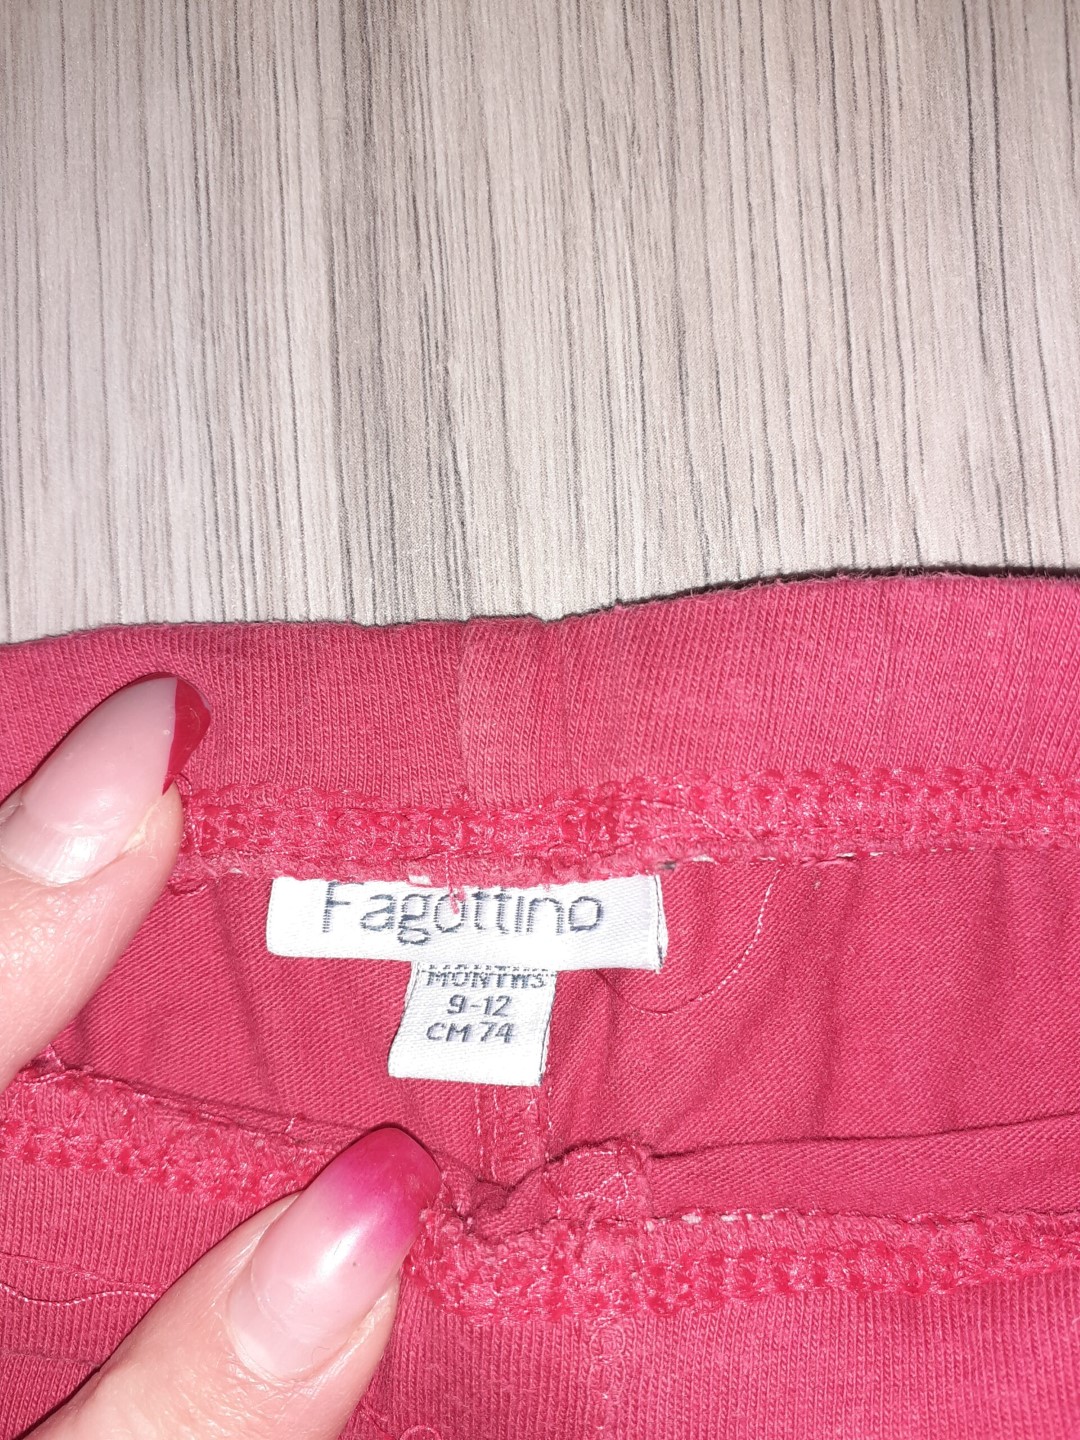 Fagottino
MONTHS
9-12
CM 74